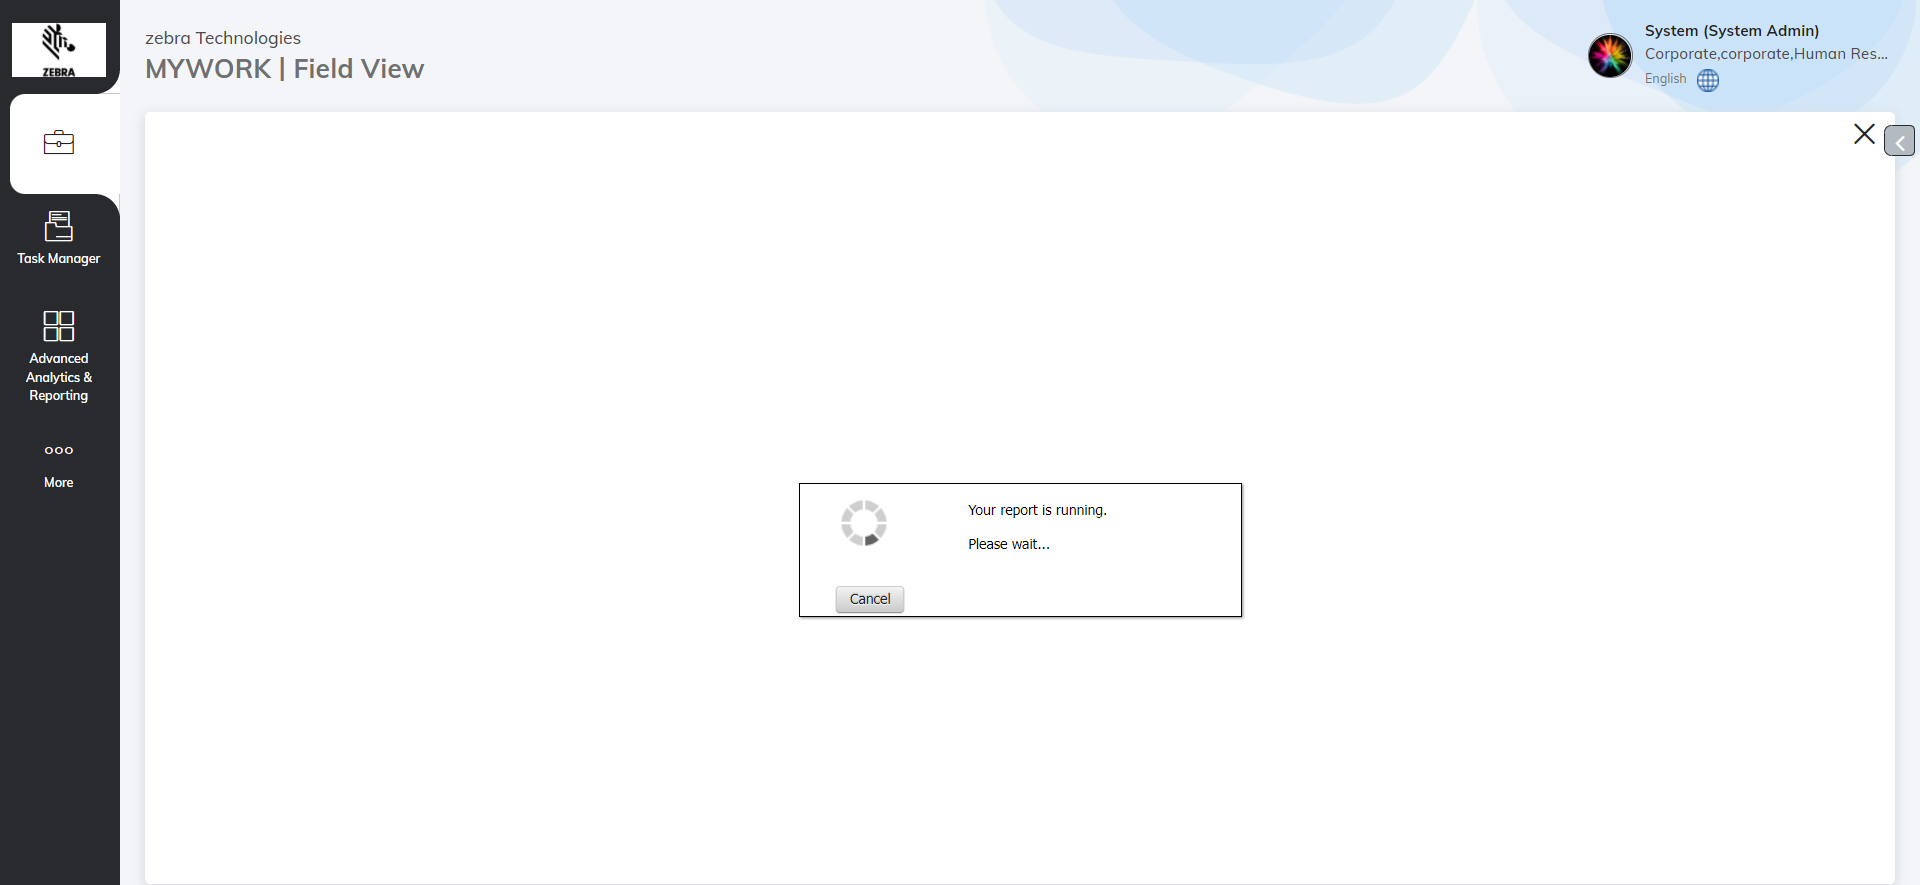 ZEBRA
zebra Technologies
MYWORK | Field View
System (System Admin)
Corporate,corporate,Human Res...
English
Task Manager
Advanced
Analytics &
Reporting
More
Your report is running.
Please wait...
Cancel